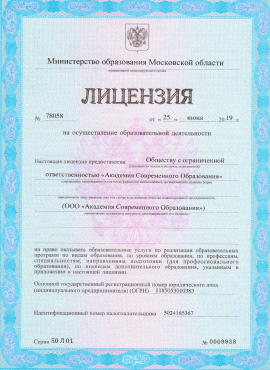 Министерство образования Московской области
ЛИЦЕНЗИЯ
№ 78058 от « 25 » июня 20 19 г.
на осуществление образовательной деятельности
Настоящая лицензия предоставлена Обществу с ограниченной
ответственностью «Академия Современного Образования»
(ООО «Академия Современного Образования»)
на право оказывать образовательные услуги по реализации образовательных
программ по видам образования, по уровням образования, по профессиям,
специальностям, направлениям подготовки (для профессионального
образования), по подвидам дополнительного образования, указанным в
приложении к настоящей лицензии.
Основной государственный регистрационный номер юридического лица
(индивидуального предпринимателя) (ОГРН)
Идентификационный номер налогоплательщика 5024185367
Серия 50 Л 01 № 0009938